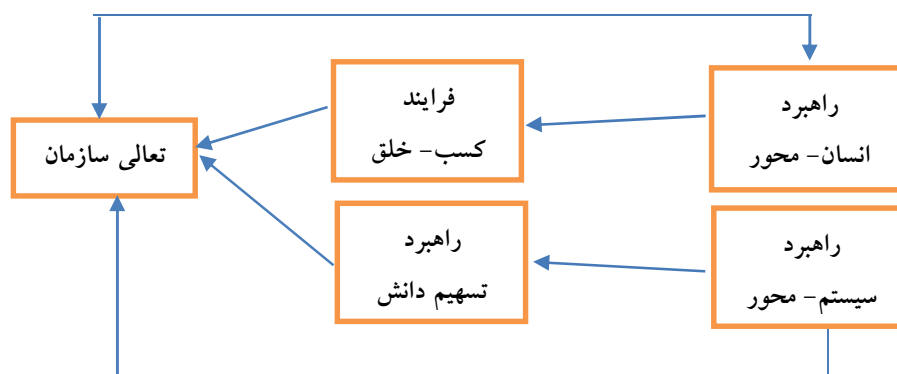 راهبرد
انسان- محور
فرایند
کسب- خلق
تعالی سازمان
راهبرد
سیستم- محور
راهبرد
تسهیم دانش